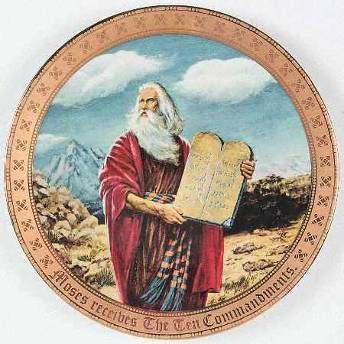 Moses receives The Ten Commandments.